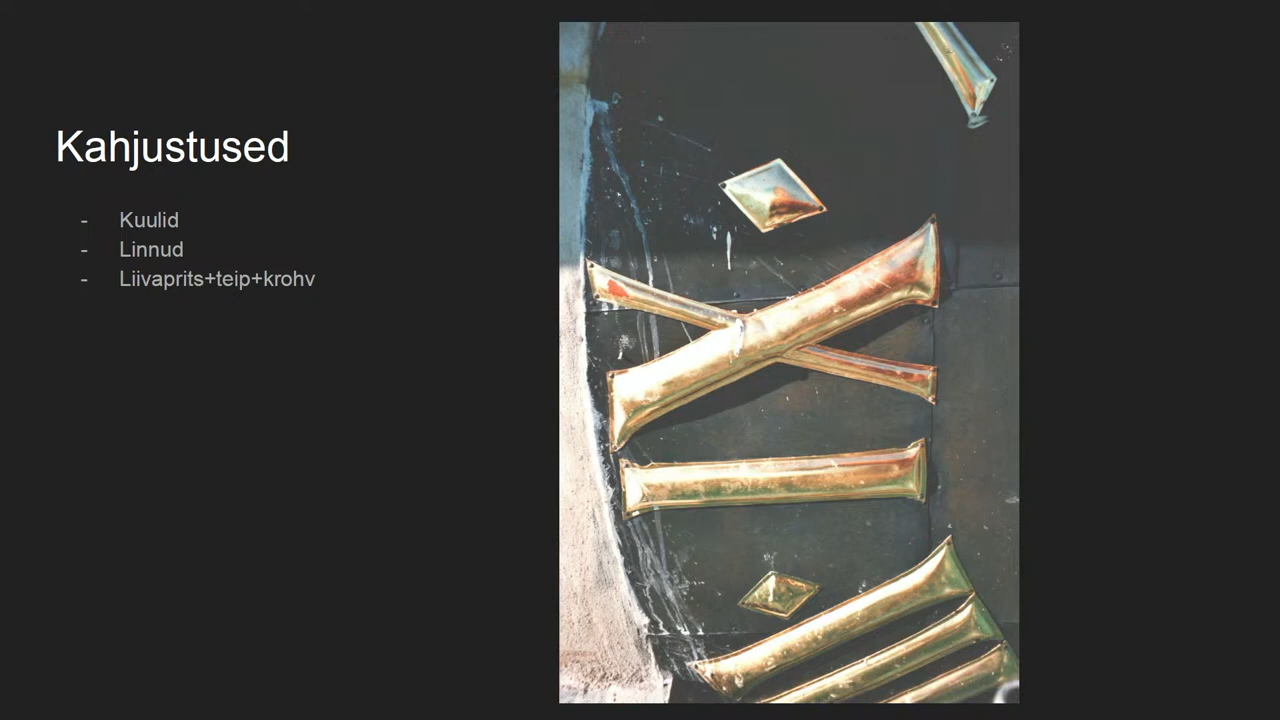 Kahjustused
- Kuulid
- Linnud
- Liivaprits+teip+krohv